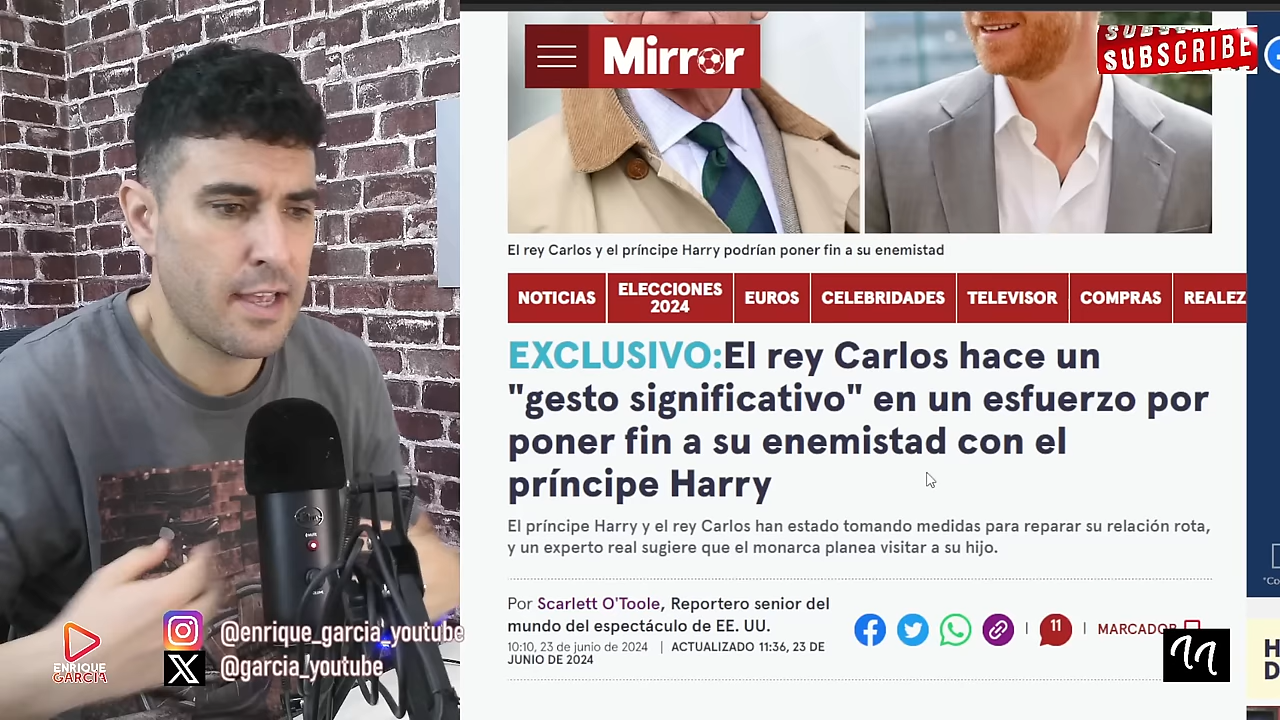 Mirror
SUBSCRIBE
SUBSCRIBE
El rey Carlos y el príncipe Harry podrían poner fin a su enemistad
NOTICIAS
ELECCIONES
2024
EUROS
CELEBRIDADES
TELEVISOR
COMPRAS
REALEZ
EXCLUSIVO:El rey Carlos hace un
"gesto significativo" en un esfuerzo por
poner fin a su enemistad con el
príncipe Harry
El príncipe Harry y el rey Carlos han estado tomando medidas para reparar su relación rota,
y un experto real sugiere que el monarca planea visitar a su hijo.
Por Scarlett O'Toole, Reportero senior del
mundo del espectáculo de EE. UU.
10:10, 23 de junio de 2024 | ACTUALIZADO 11:36, 23 DE
JUNIO DE 2024
11
MARCADOR
*Co
H
D
@enrique_garcia_youtube
@garcia_youtube
ENRIQUE
GARCIA